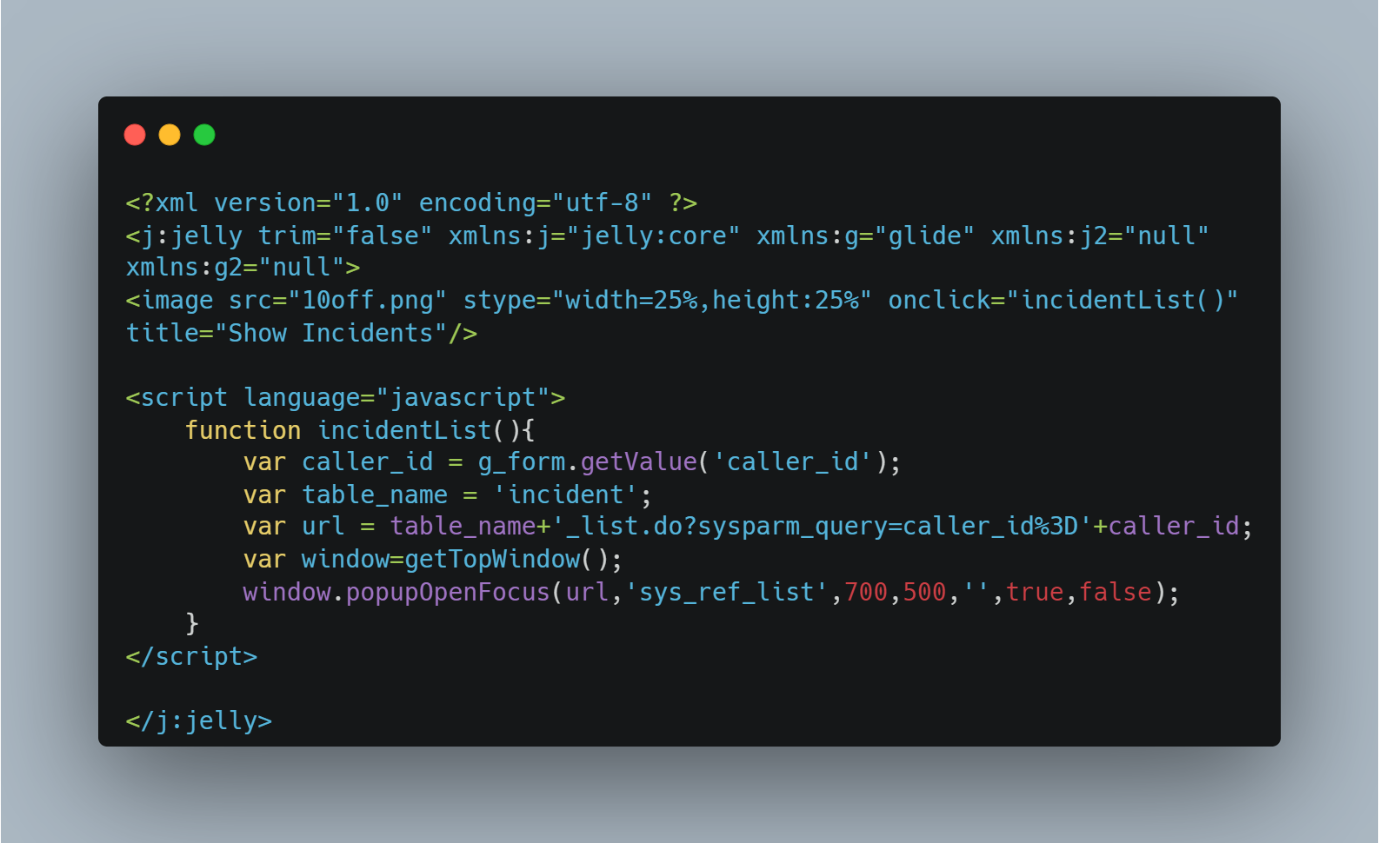 <?xml version="1.0" encoding="utf-8" ?>
<j:jelly trim="false" xmlns:j="jelly:core" xmlns:g="glide" xmlns:j2="null"
xmlns:g2="null">
<image src="10off.png" stype="width=25%,height:25%" onclick="incidentList()"
title="Show Incidents"/>

<script language="javascript">
    function incidentList(){
        var caller_id = g_form.getValue('caller_id');
        var table_name = 'incident';
        var url = table_name+'_list.do?sysparm_query=caller_id%3D'+caller_id;
        var window=getTopWindow();
        window.popupOpenFocus(url,'sys_ref_list',700,500,'',true,false);
    }
</script>

</j:jelly>